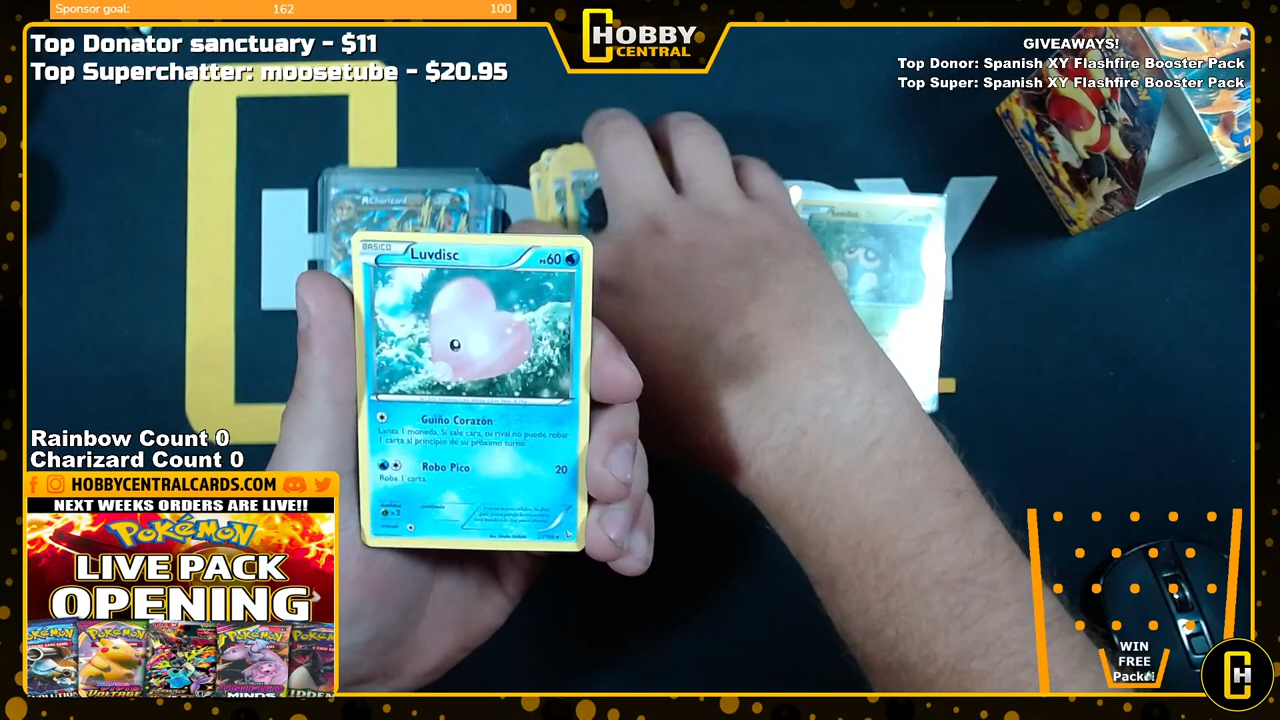 Sponsor goal: 162 100
Top Donator sanctuary - $11
Top Superchatter: moosetube - $20.95
HOBBY
CENTRAL
GIVEAWAYS!
Top Donor: Spanish XY Flashfire Booster Pack
Top Super: Spanish XY Flashfire Booster Pack
MCharizard
BÁSICO Luvdisc PS60
Guiño Corazón
Lanza 1 moneda. Si sale cara, tu rival no puede robar
1 carta al principio de su próximo turno.
Robo Pico 20
Roba 1 carta.
Rainbow Count 0
Charizard Count 0
HOBBYCENTRALCARDS.COM
NEXT WEEKS ORDERS ARE LIVE!!
POKéMON
LIVE PACK
OPENING
WIN
FREE
Packs!
CH